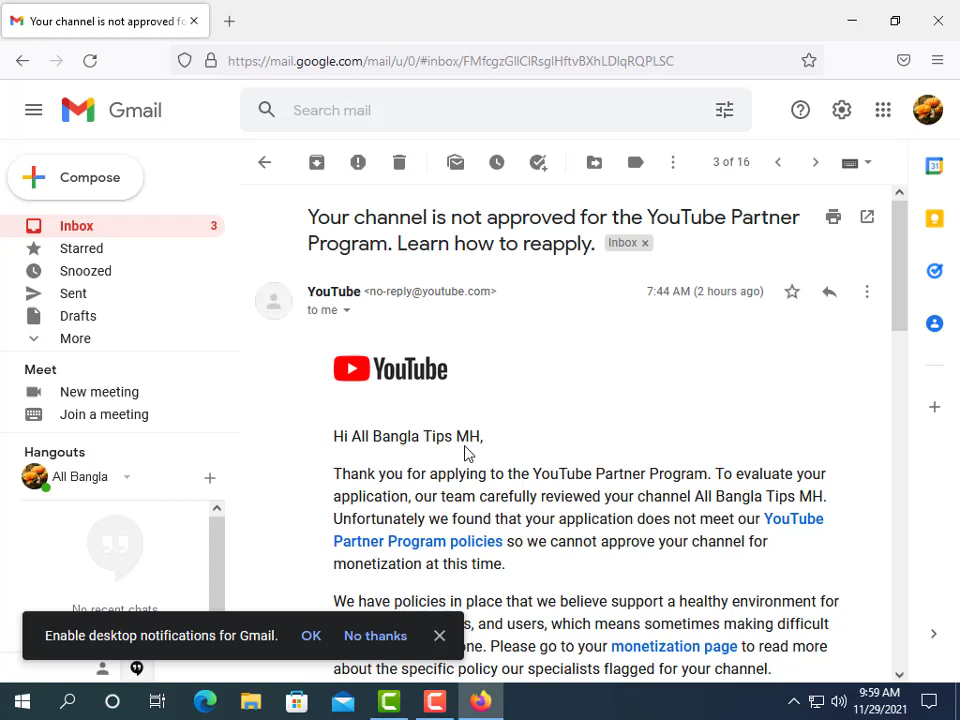 Your channel is not approved fo
https://mail.google.com/mail/u/0/#inbox/FMfcgzGllClRsglHftvBXhLDlqRQPLSC
Gmail
Search mail
Compose
3 of 16
Inbox 3
Starred
Snoozed
Sent
Drafts
More
Meet
New meeting
Join a meeting
Hangouts
All Bangla
No recent chats
Your channel is not approved for the YouTube Partner
Program. Learn how to reapply. Inbox x
YouTube <no-reply@youtube.com> 7:44 AM (2 hours ago)
to me
YouTube
Hi All Bangla Tips MH,
Thank you for applying to the YouTube Partner Program. To evaluate your
application, our team carefully reviewed your channel All Bangla Tips MH.
Unfortunately we found that your application does not meet our YouTube
Partner Program policies so we cannot approve your channel for
monetization at this time.
We have policies in place that we believe support a healthy environment for
s, and users, which means sometimes making difficult
one. Please go to your monetization page to read more
about the specific policy our specialists flagged for your channel.
Enable desktop notifications for Gmail. OK No thanks
31
9:59 AM
11/29/2021